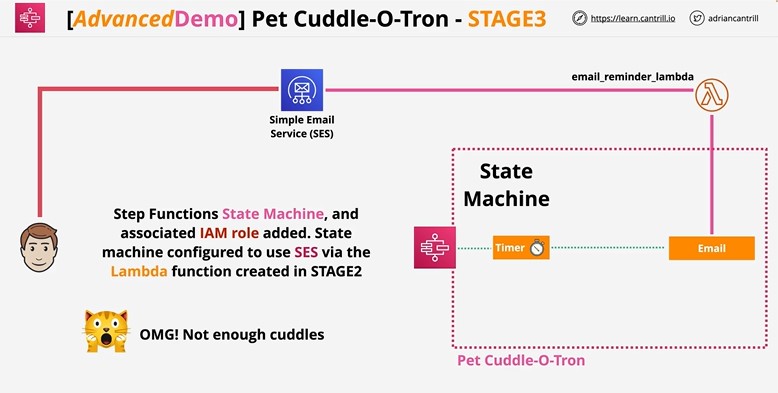 [AdvancedDemo] Pet Cuddle-O-Tron - STAGE3
https://learn.cantrill.io
adriancantrill
email_reminder_lambda
Simple Email
Service (SES)
State
Machine
Step Functions State Machine, and
associated IAM role added. State
machine configured to use SES via the
Lambda function created in STAGE2
Timer
Email
OMG! Not enough cuddles
Pet Cuddle-O-Tron